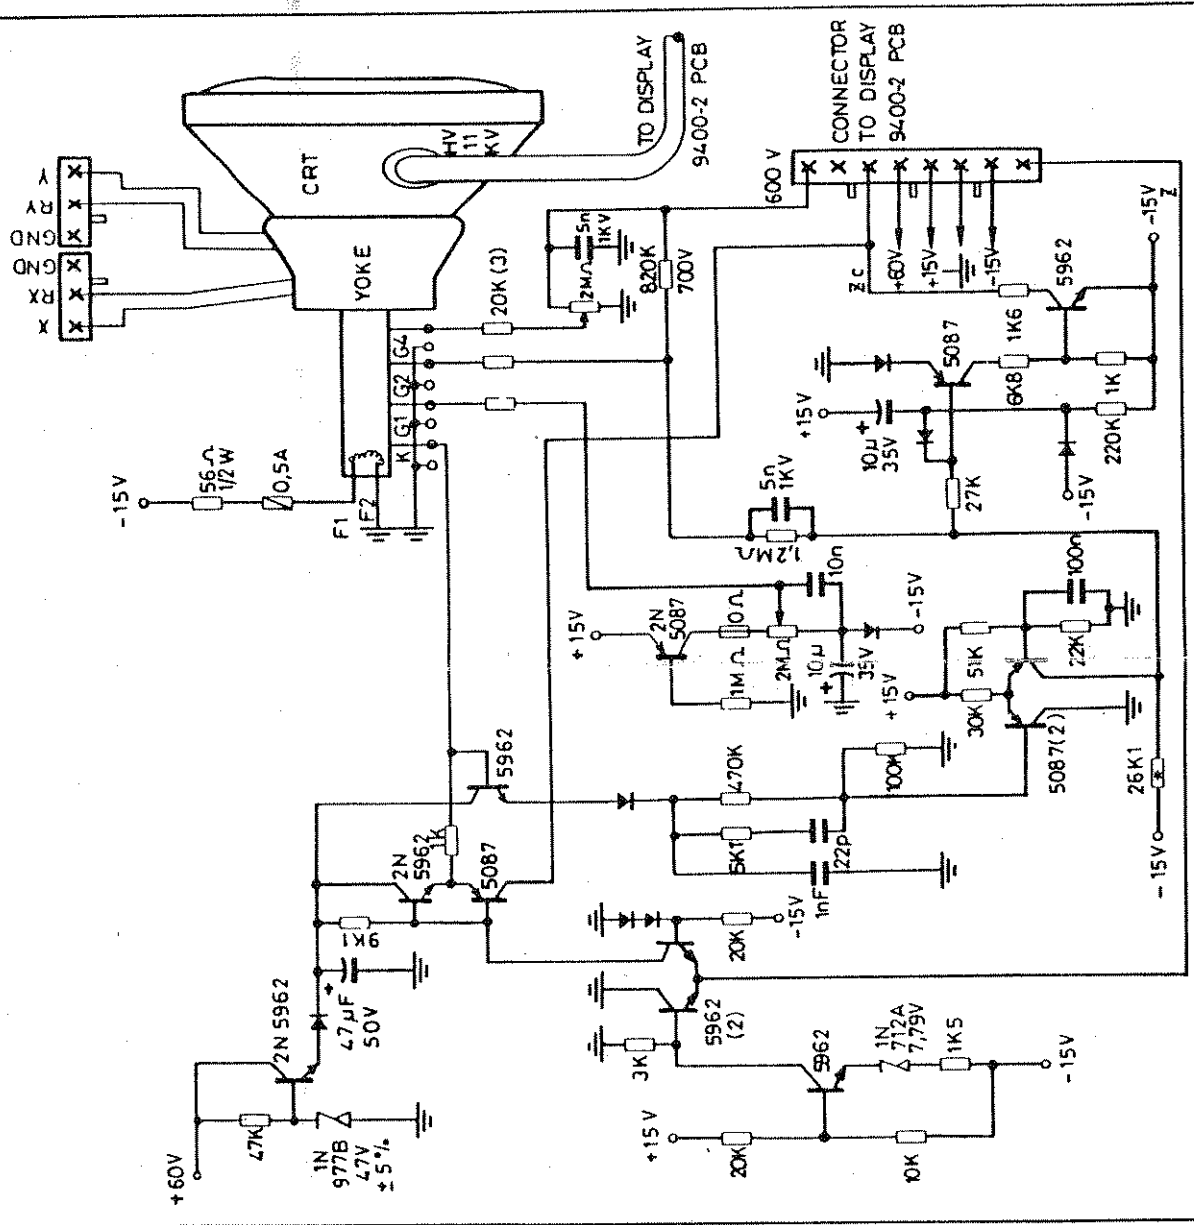 Y
RY
GND
GND
RX
X
CRT
YOKE
HV
11
KV
TO DISPLAY
9400-2 PCB
600 V
CONNECTOR
TO DISPLAY
9400-2 PCB
-15V
56Ω
1/2 W
0,5A
F1
F2
K
G1
G2
G4
20K (3)
2MΩ
5n
1KV
820K
700V
Z c
+60V
+15V
-15V
-15V
Z
5962
1K6
5087
6K8
1K
+15V
10µ
35V
220K
-15V
27K
5n
1KV
1,2MΩ
10n
+15V
2N
5087
0Ω
1MΩ
2MΩ
10µ
35V
-15V
100n
22K
51K
+15V
30K
5087(2)
26K1
-15V
5962
470K
100K
5K1
22p
1nF
2N
5962
1K
5087
9K1
47µF
50V
2N5962
+60V
47K
1N
977B
47V
± 5%
20K
-15V
5962
(2)
3K
5962
1N
712A
7,79V
1K5
-15V
+15V
20K
10K